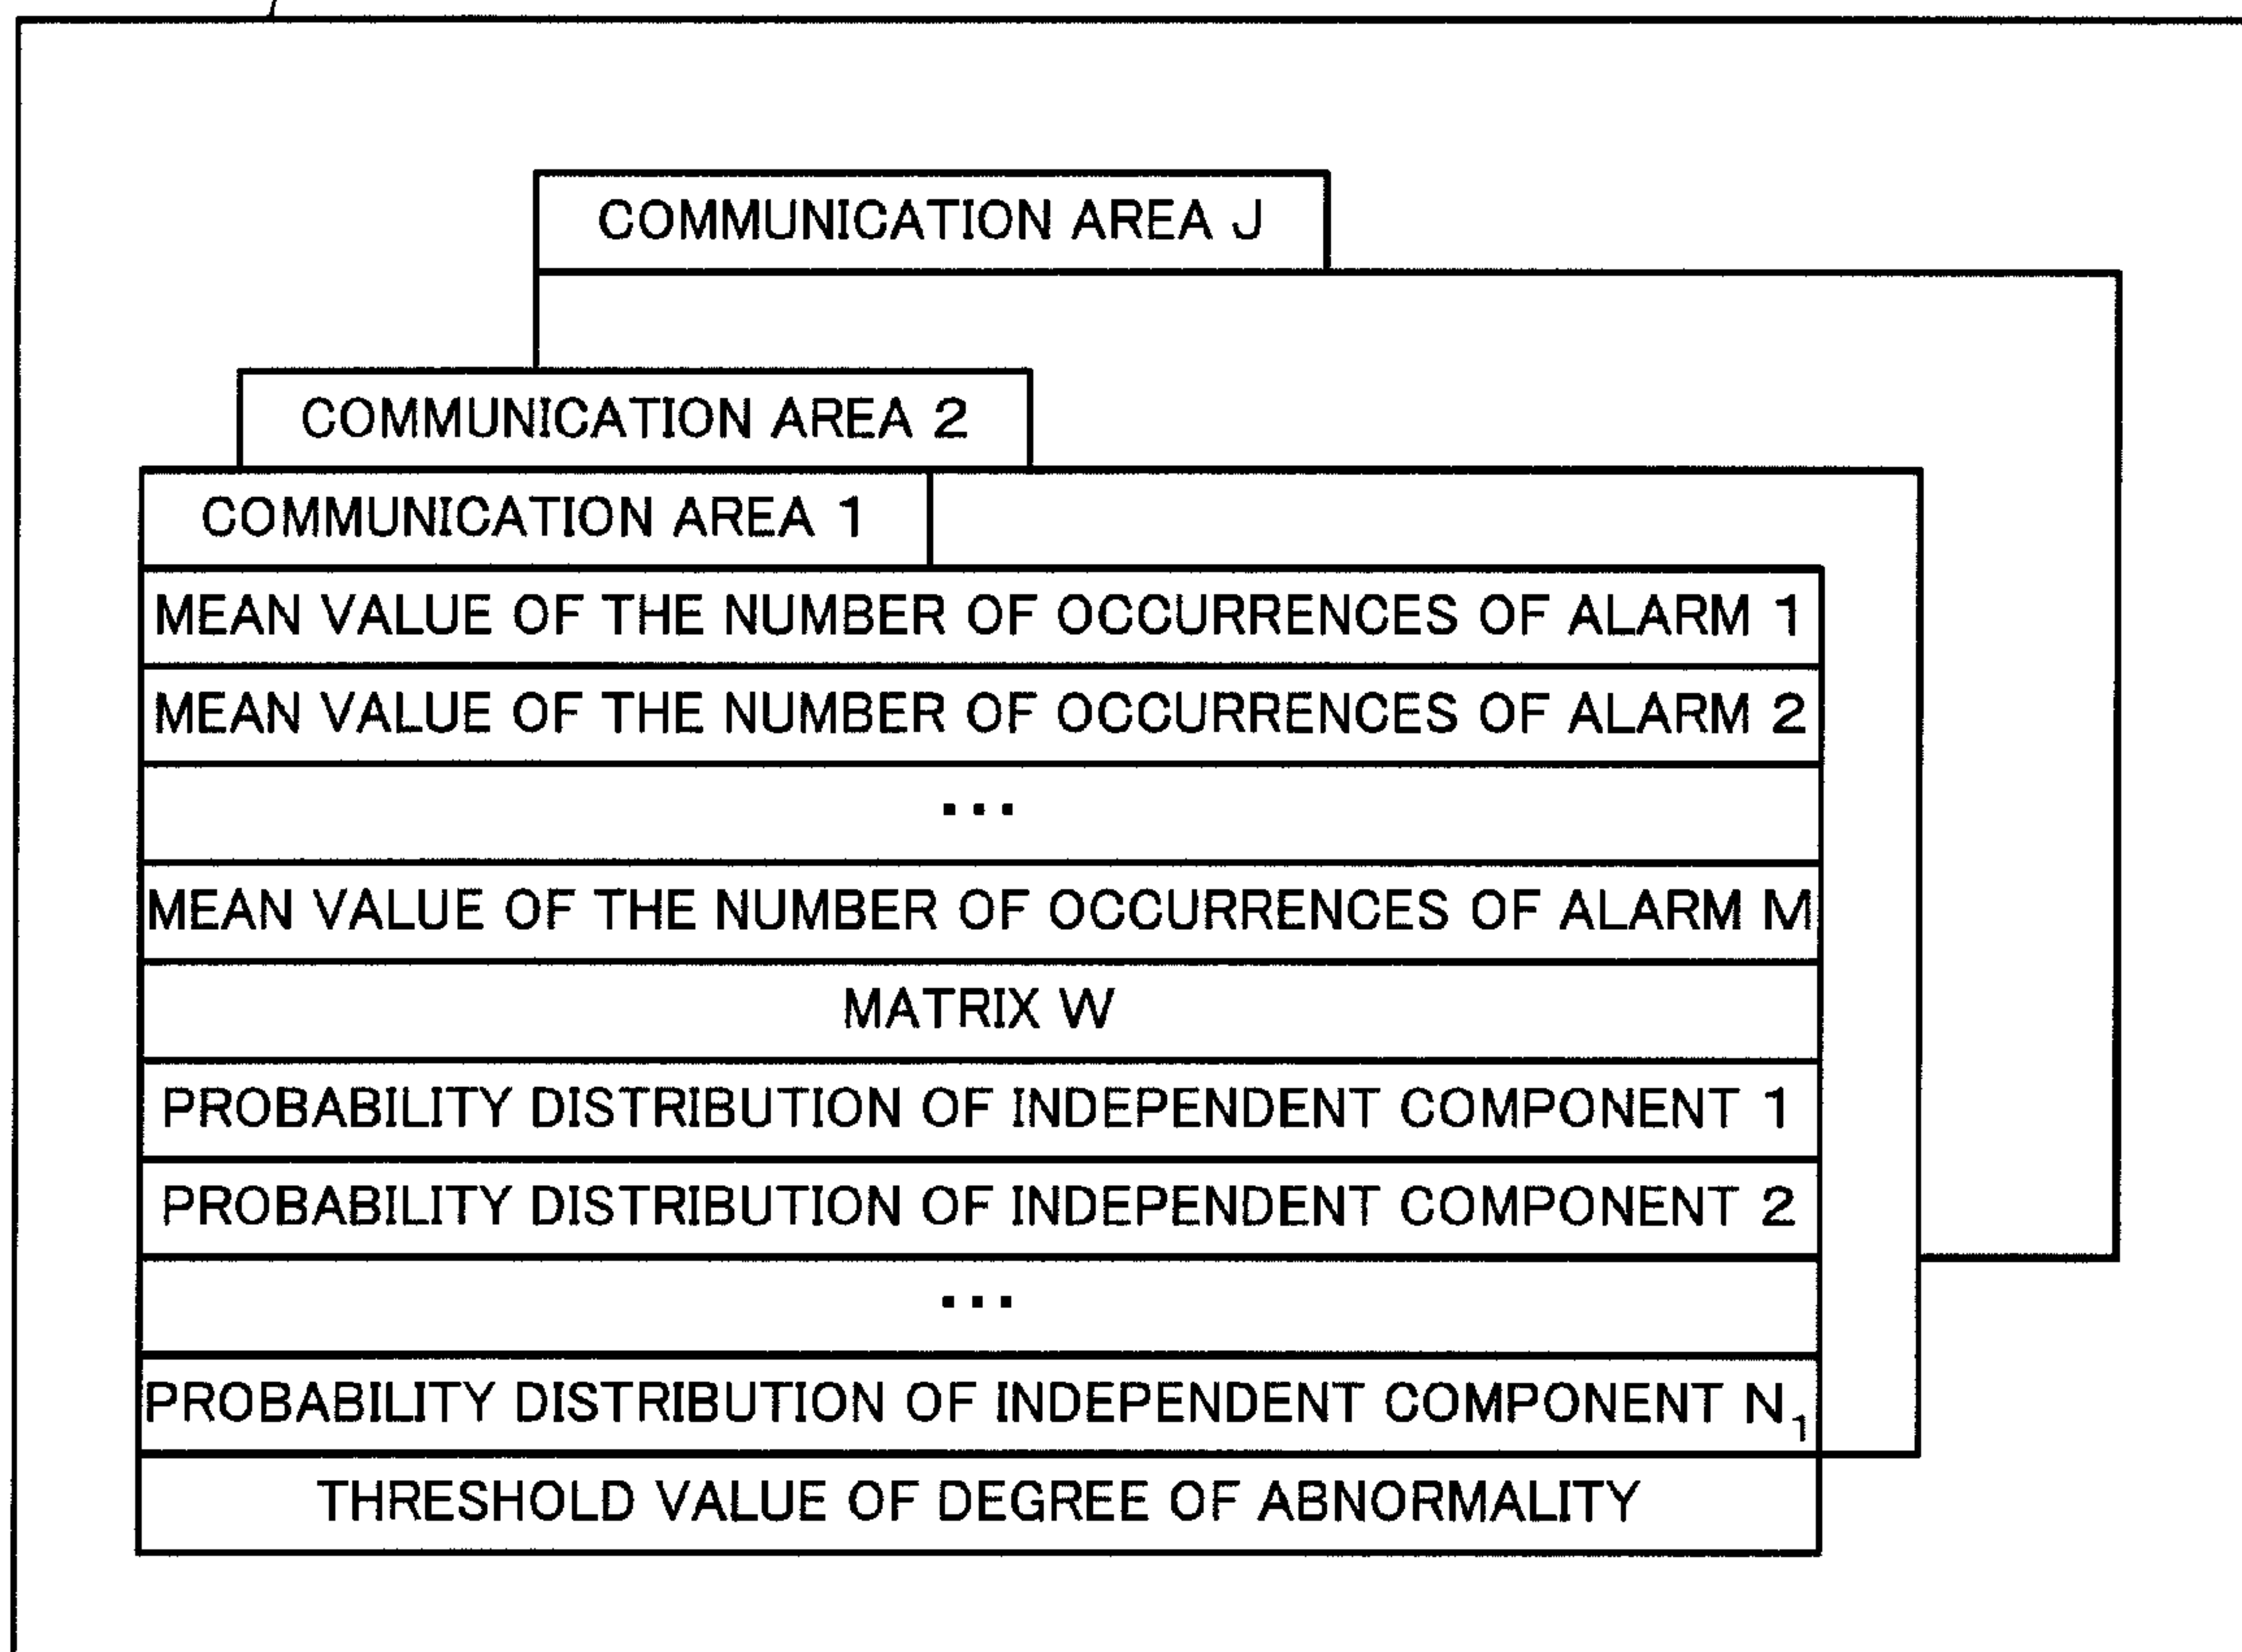 COMMUNICATION AREA J
COMMUNICATION AREA 2
COMMUNICATION AREA 1
MEAN VALUE OF THE NUMBER OF OCCURRENCES OF ALARM 1
MEAN VALUE OF THE NUMBER OF OCCURRENCES OF ALARM 2
...
MEAN VALUE OF THE NUMBER OF OCCURRENCES OF ALARM M
MATRIX W
PROBABILITY DISTRIBUTION OF INDEPENDENT COMPONENT 1
PROBABILITY DISTRIBUTION OF INDEPENDENT COMPONENT 2
...
PROBABILITY DISTRIBUTION OF INDEPENDENT COMPONENT N₁
THRESHOLD VALUE OF DEGREE OF ABNORMALITY